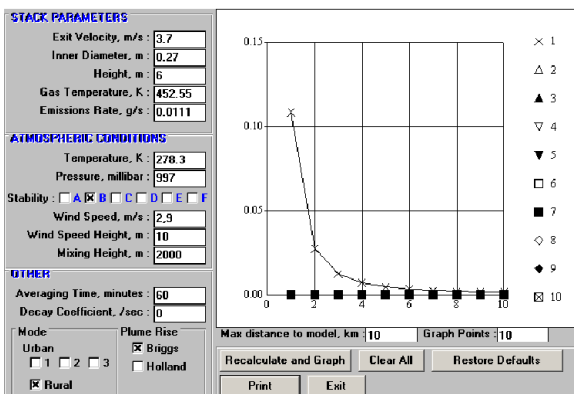 STACK PARAMETERS
Exit Velocity, m/s : 3.7
Inner Diameter, m : 0.27
Height, m : 6
Gas Temperature, K : 452.55
Emissions Rate, g/s : 0.0111
ATMOSPHERIC CONDITIONS
Temperature, K : 278.3
Pressure, millibar : 997
Stability : A B C D E F
Wind Speed, m/s : 2,9
Wind Speed Height, m : 10
Mixing Height, m : 2000
OTHER
Averaging Time, minutes : 60
Decay Coefficient, /sec : 0
Mode
Urban
1 2 3
Rural
Plume Rise
Briggs
Holland
0.15
0.10
0.05
0.00
0 2 4 6 8 10
1
2
3
4
5
6
7
8
9
10
Max distance to model, km : 10 Graph Points : 10
Recalculate and Graph Clear All Restore Defaults
Print Exit